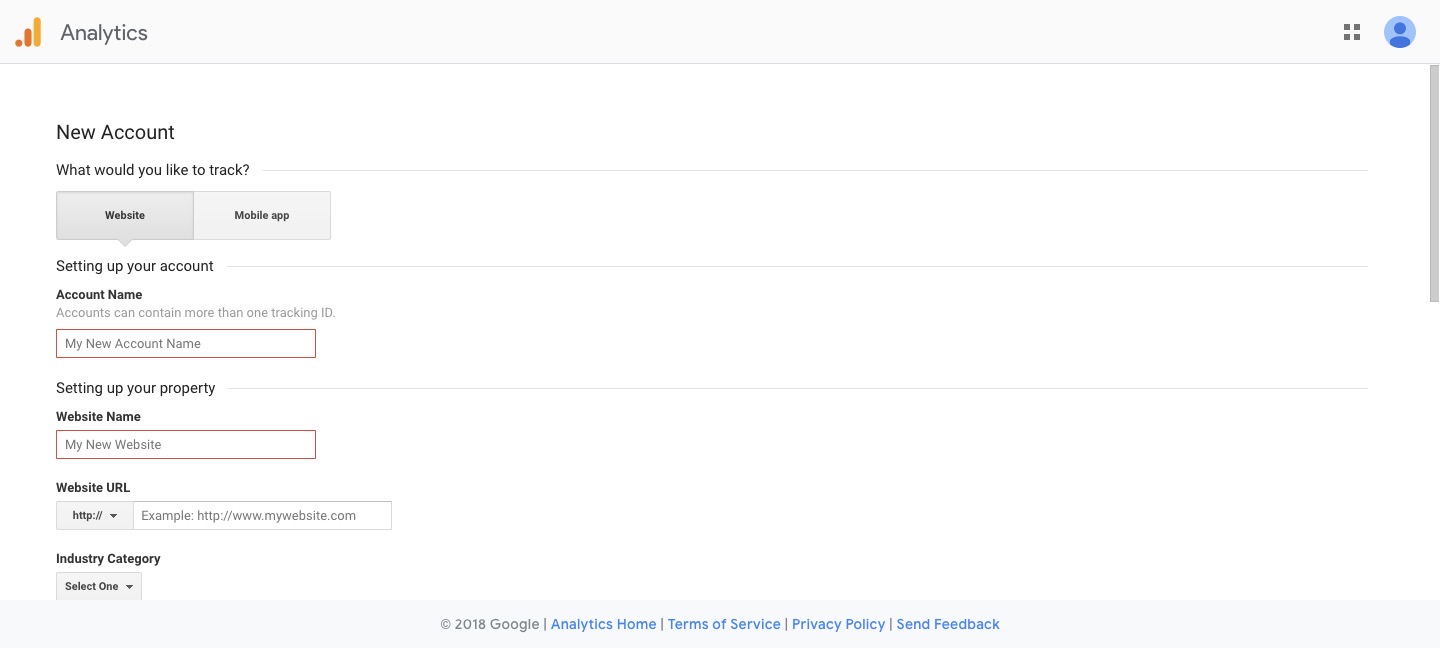 Analytics
New Account
What would you like to track?
Website
Mobile app
Setting up your account
Account Name
Accounts can contain more than one tracking ID.
My New Account Name
Setting up your property
Website Name
My New Website
Website URL
http://
Example: http://www.mywebsite.com
Industry Category
Select One
© 2018 Google | Analytics Home | Terms of Service | Privacy Policy | Send Feedback